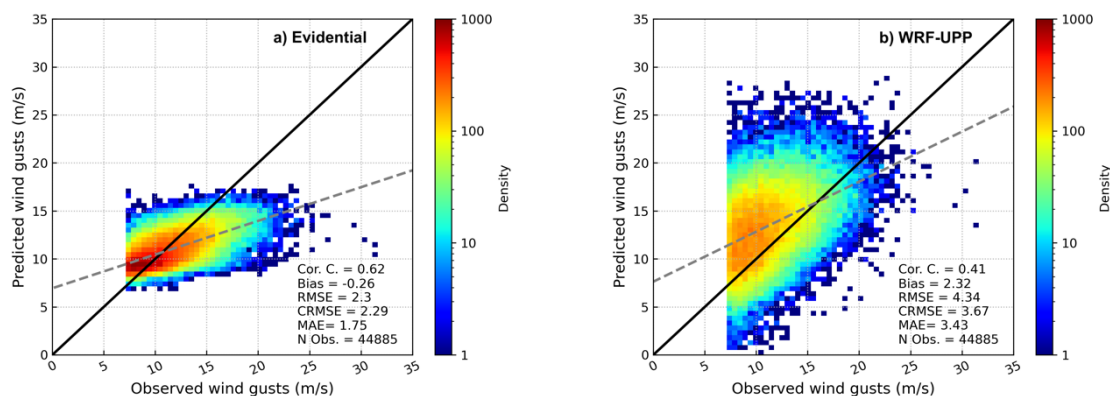 a) Evidential
Predicted wind gusts (m/s)
35
30
25
20
15
10
5
0
0 5 10 15 20 25 30 35
Observed wind gusts (m/s)
Cor. C. = 0.62
Bias = -0.26
RMSE = 2.3
CRMSE = 2.29
MAE= 1.75
N Obs. = 44885
1000
100
10
1
Density
b) WRF-UPP
Predicted wind gusts (m/s)
35
30
25
20
15
10
5
0
0 5 10 15 20 25 30 35
Observed wind gusts (m/s)
Cor. C. = 0.41
Bias = 2.32
RMSE = 4.34
CRMSE = 3.67
MAE= 3.43
N Obs. = 44885
1000
100
10
1
Density